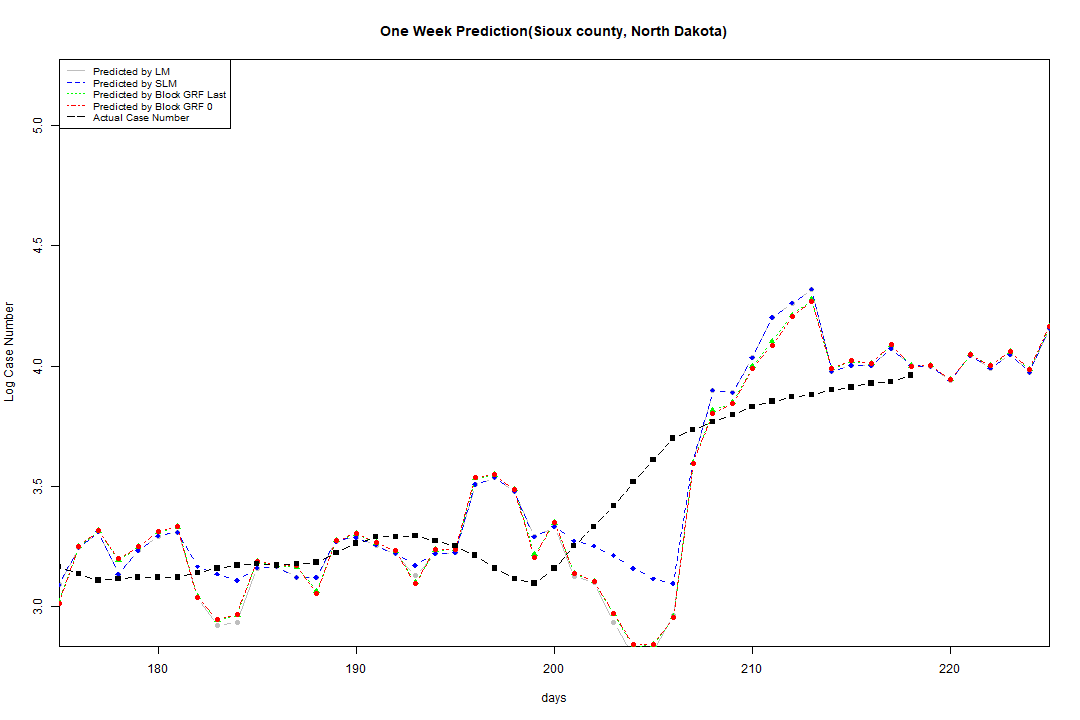 One Week Prediction(Sioux county, North Dakota)
Predicted by LM
Predicted by SLM
Predicted by Block GRF Last
Predicted by Block GRF 0
Actual Case Number
5.0
4.5
4.0
3.5
3.0
Log Case Number
180 190 200 210 220
days